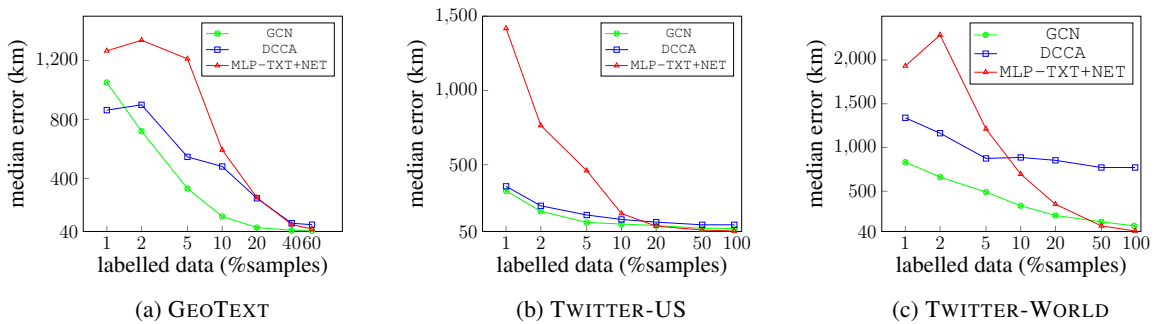 median error (km)
1,200
800
400
40
1 2 5 10 20 4060
labelled data (%samples)
GCN
DCCA
MLP-TXT+NET
(a) GEOTEXT
median error (km)
1,500
1,000
500
50
1 2 5 10 20 50 100
labelled data (%samples)
GCN
DCCA
MLP-TXT+NET
(b) TWITTER-US
median error (km)
2,000
1,500
1,000
500
40
1 2 5 10 20 50 100
labelled data (%samples)
GCN
DCCA
MLP-TXT+NET
(c) TWITTER-WORLD